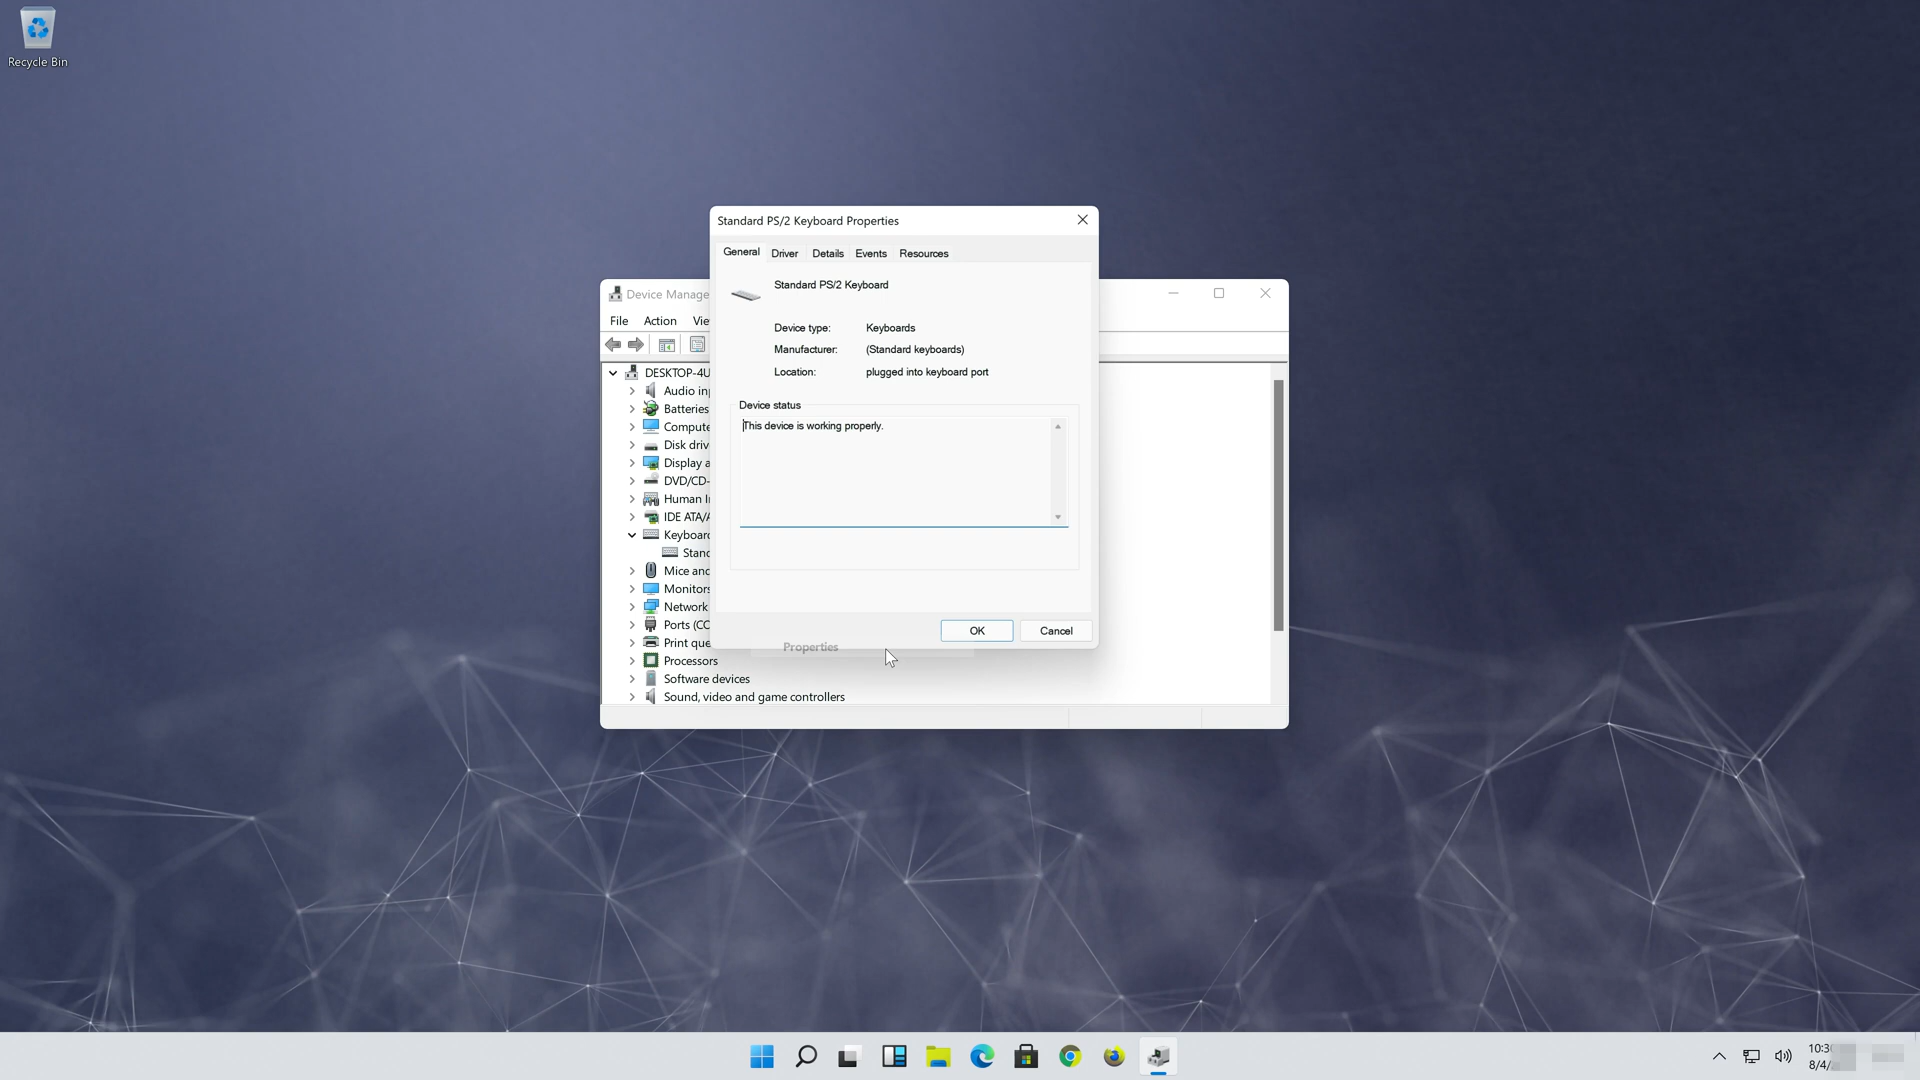 Recycle Bin
Standard PS/2 Keyboard Properties
General Driver Details Events Resources
Standard PS/2 Keyboard
Device type: Keyboards
Manufacturer: (Standard keyboards)
Location: plugged into keyboard port
Device status
This device is working properly.
OK Cancel
Properties
Device Manage
File Action Vie
DESKTOP-4U
Audio in
Batteries
Compute
Disk driv
Display a
DVD/CD-
Human I
IDE ATA/A
Keyboard
Stand
Mice and
Monitors
Network
Ports (CO
Print que
Processors
Software devices
Sound, video and game controllers
10:3
8/4/